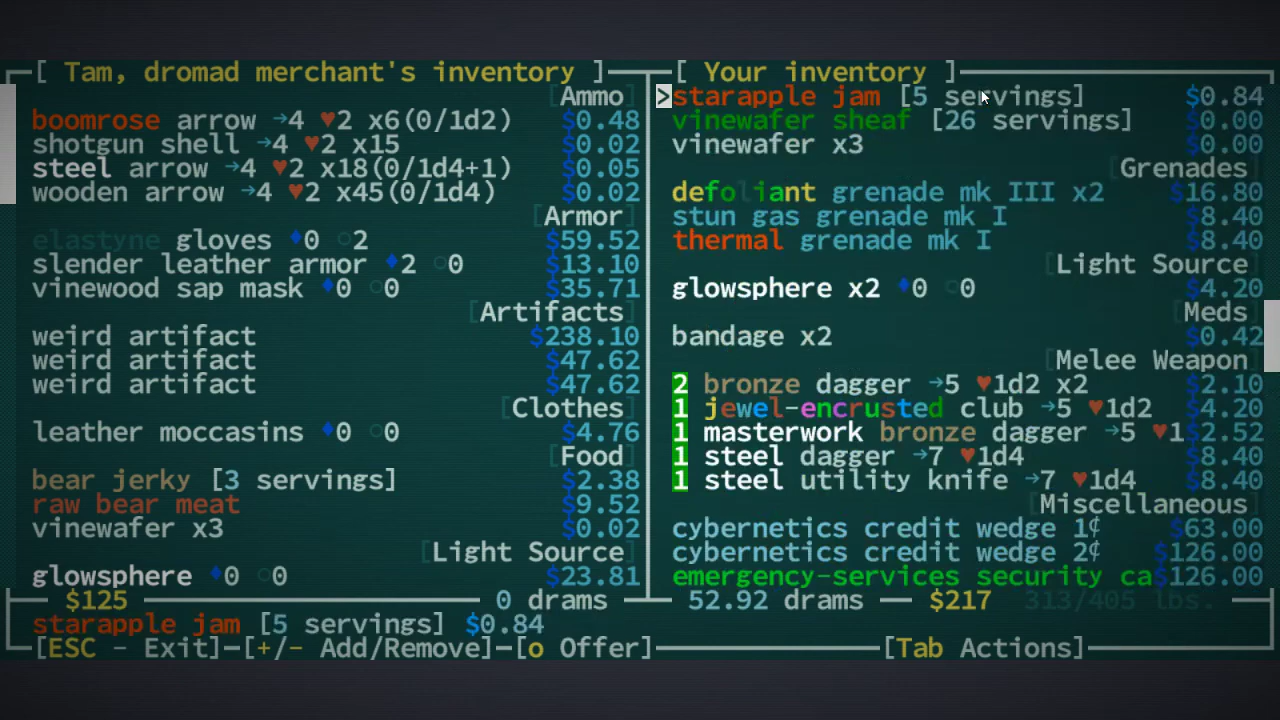 [ Tam, dromad merchant's inventory ]
[Ammo]
boomrose arrow →4 ♥2 x6(0/1d2) $0.48
shotgun shell →4 ♥2 x15 $0.02
steel arrow →4 ♥2 x18(0/1d4+1) $0.05
wooden arrow →4 ♥2 x45(0/1d4) $0.02
[Armor]
elastyne gloves ♦0 ○2 $59.52
slender leather armor ♦2 ○0 $13.10
vinewood sap mask ♦0 ○0 $35.71
[Artifacts]
weird artifact $238.10
weird artifact $47.62
weird artifact $47.62
[Clothes]
leather moccasins ♦0 ○0 $4.76
[Food]
bear jerky [3 servings] $2.38
raw bear meat $9.52
vinewafer x3 $0.02
[Light Source]
glowsphere ♦0 ○0 $23.81
$125 0 drams
[ Your inventory ]
>starapple jam [5 servings] $0.84
vinewafer sheaf [26 servings] $0.00
vinewafer x3 $0.00
[Grenades]
defoliant grenade mk III x2 $16.80
stun gas grenade mk I $8.40
thermal grenade mk I $8.40
[Light Source]
glowsphere x2 ♦0 ○0 $4.20
[Meds]
bandage x2 $0.42
[Melee Weapon]
2 bronze dagger →5 ♥1d2 x2 $2.10
1 jewel-encrusted club →5 ♥1d2 $4.20
1 masterwork bronze dagger →5 ♥1$2.52
1 steel dagger →7 ♥1d4 $8.40
1 steel utility knife →7 ♥1d4 $8.40
[Miscellaneous]
cybernetics credit wedge 1¢ $63.00
cybernetics credit wedge 2¢ $126.00
emergency-services security ca$126.00
52.92 drams — $217 313/405 lbs.
starapple jam [5 servings] $0.84
[ESC - Exit]—[+/- Add/Remove]—[o Offer] [Tab Actions]